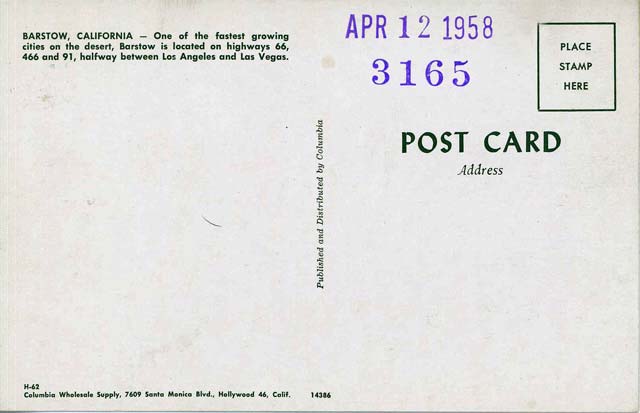 BARSTOW, CALIFORNIA — One of the fastest growing
cities on the desert, Barstow is located on highways 66,
466 and 91, halfway between Los Angeles and Las Vegas.
APR 12 1958
3165
PLACE
STAMP
HERE
POST CARD
Address
Published and Distributed by Columbia
H-62
Columbia Wholesale Supply, 7609 Santa Monica Blvd., Hollywood 46, Calif. 14386